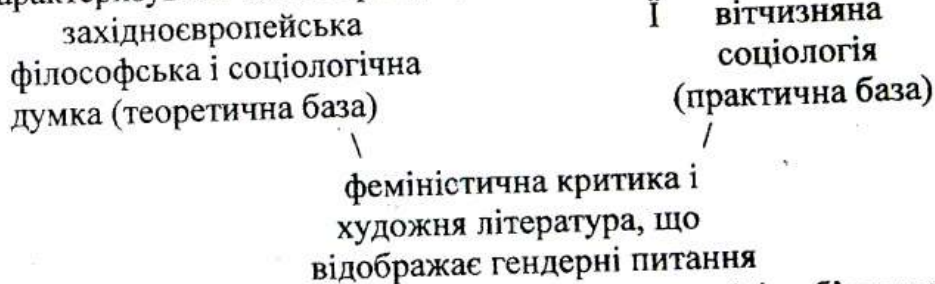 західноєвропейська
філософська і соціологічна
думка (теоретична база)
Ї вітчизняна
соціологія
(практична база)
\ /
феміністична критика і
художня література, що
відображає гендерні питання